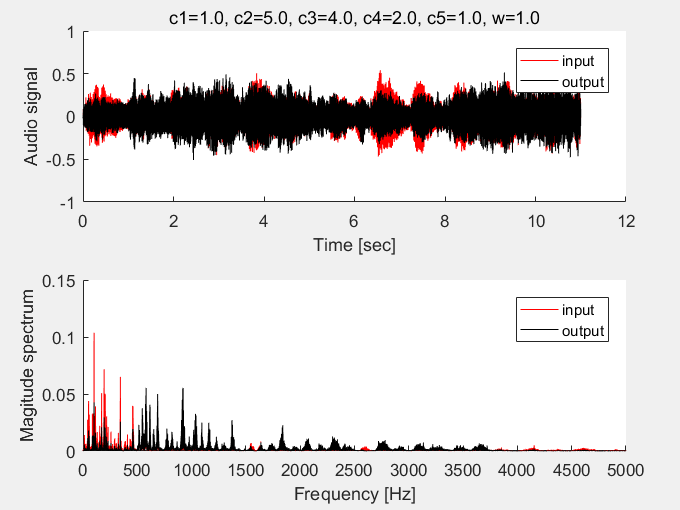 c1=1.0, c2=5.0, c3=4.0, c4=2.0, c5=1.0, w=1.0
1
0.5
0
-0.5
-1
Audio signal
input
output
0 2 4 6 8 10 12
Time [sec]
0.15
0.1
0.05
0
Magitude spectrum
input
output
0 500 1000 1500 2000 2500 3000 3500 4000 4500 5000
Frequency [Hz]